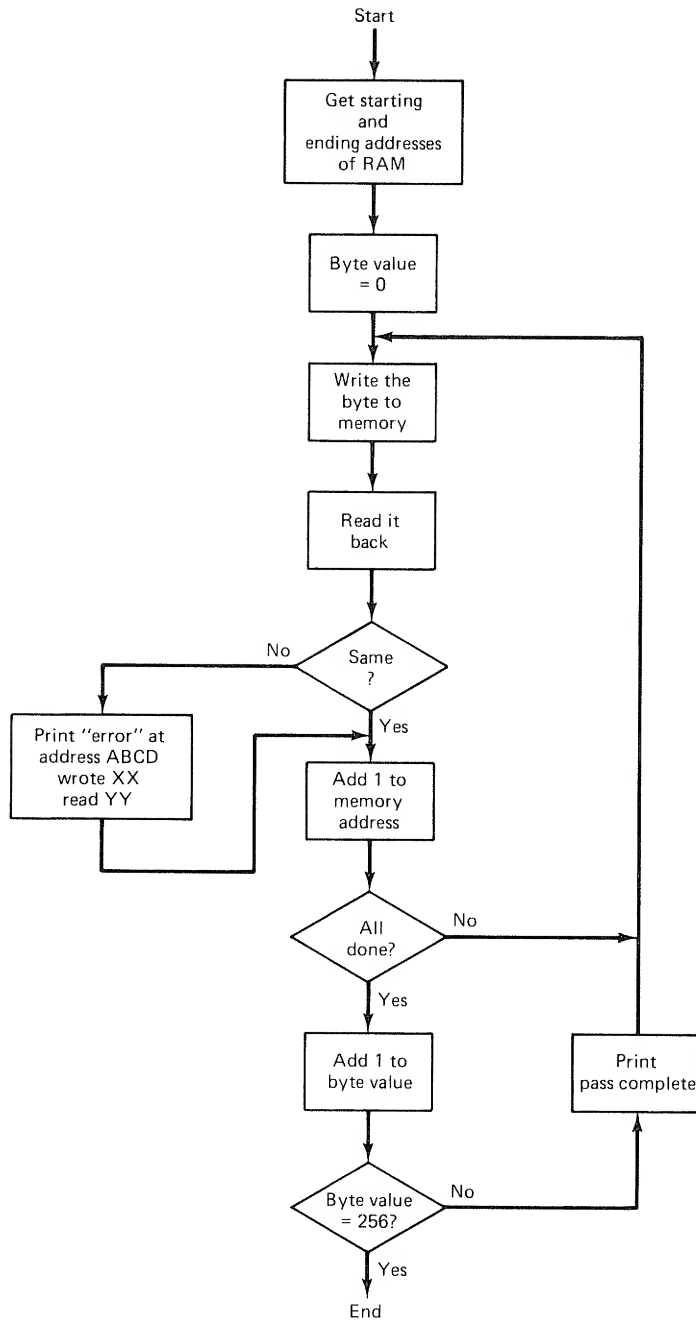 Start
Get starting
and
ending addresses
of RAM
Byte value
= 0
Write the
byte to
memory
Read it
back
Same
?
No
Yes
Print "error" at
address ABCD
wrote XX
read YY
Add 1 to
memory
address
All
done?
No
Yes
Add 1 to
byte value
Print
pass complete
Byte value
= 256?
No
Yes
End